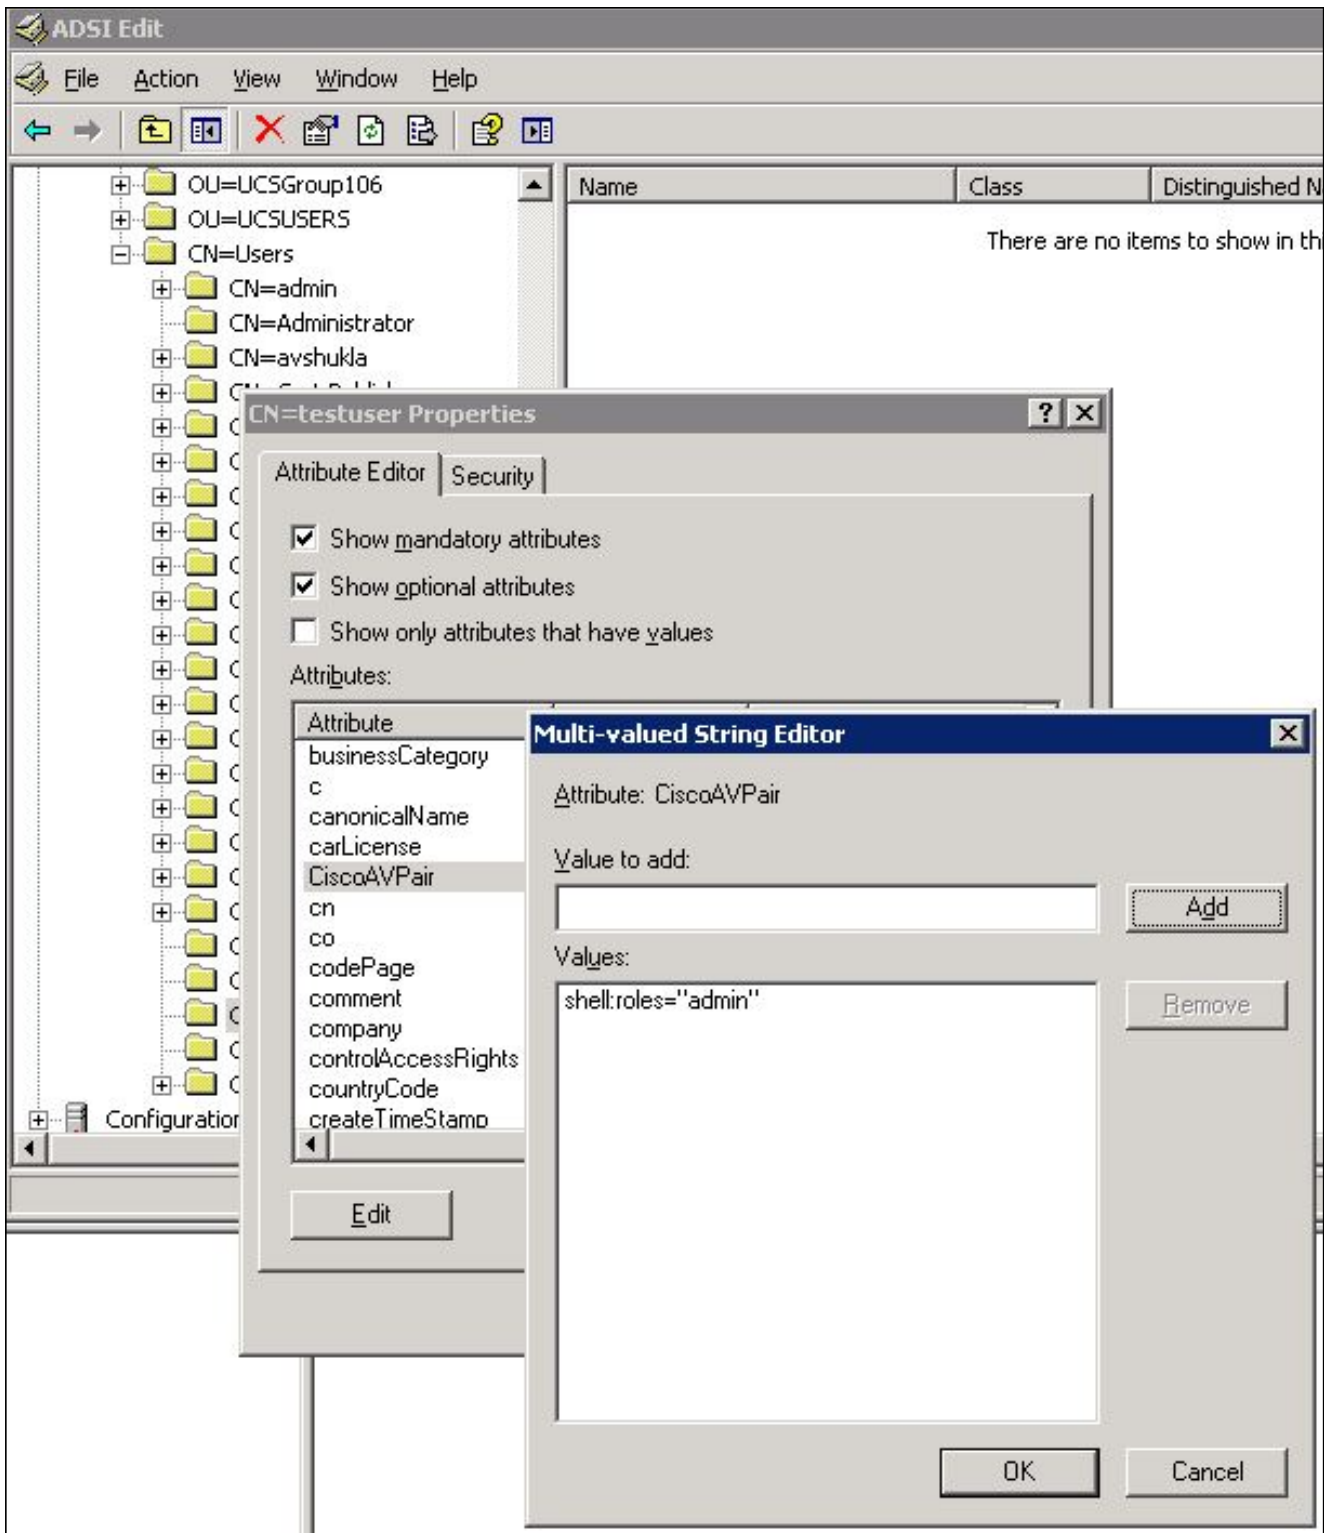 ADSI Edit
File Action View Window Help
OU=UCSGroup106
OU=UCSUSERS
CN=Users
CN=admin
CN=Administrator
CN=avshukla
Configuration
Name Class Distinguished N
There are no items to show in th
CN=testuser Properties
Attribute Editor Security
Show mandatory attributes
Show optional attributes
Show only attributes that have values
Attributes:
Attribute
businessCategory
c
canonicalName
carLicense
CiscoAVPair
cn
co
codePage
comment
company
controlAccessRights
countryCode
createTimeStamp
Edit
Multi-valued String Editor
Attribute: CiscoAVPair
Value to add:
Add
Values:
shell:roles="admin"
Remove
OK Cancel